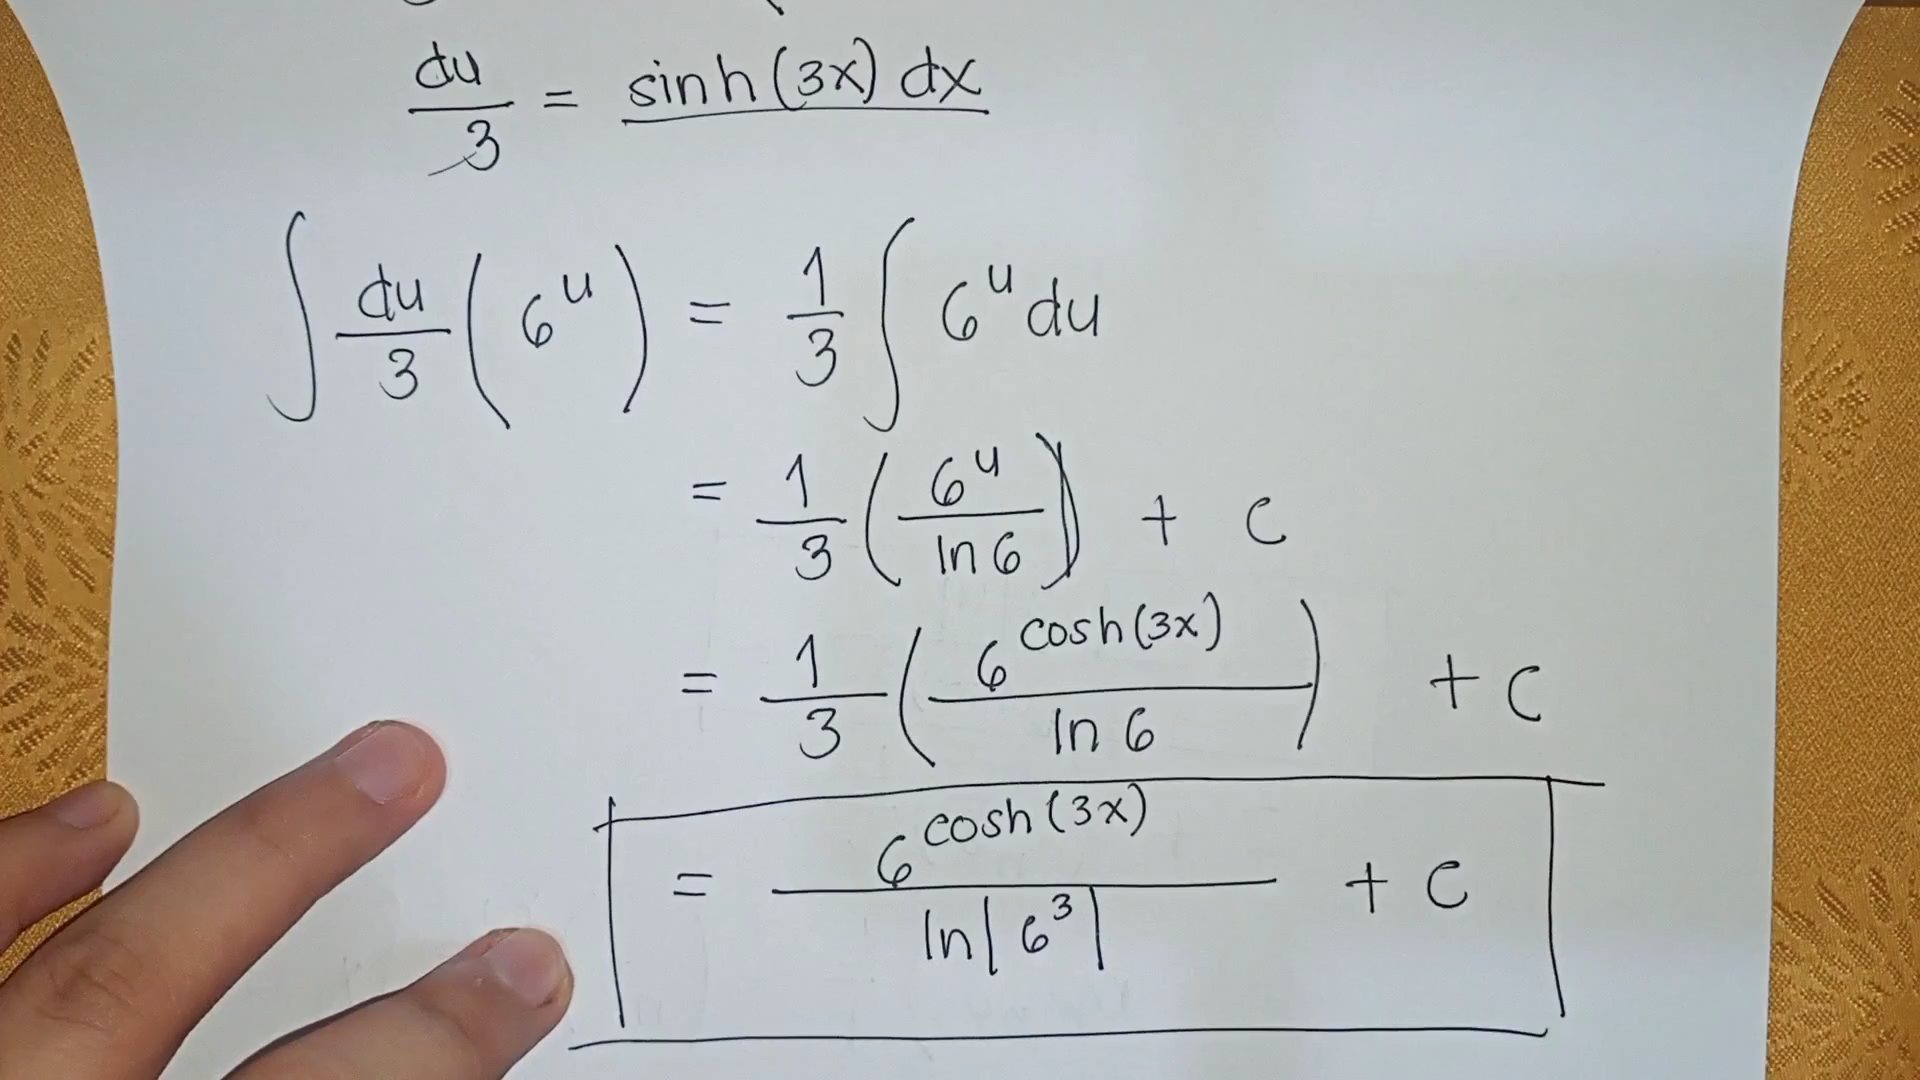 du/3 = sinh(3x) dx
∫ du/3 (6^u) = 1/3 ∫ 6^u du
= 1/3 (6^u / ln 6) + C
= 1/3 (6^cosh(3x) / ln 6) + C
= 6^cosh(3x) / ln|6^3| + C